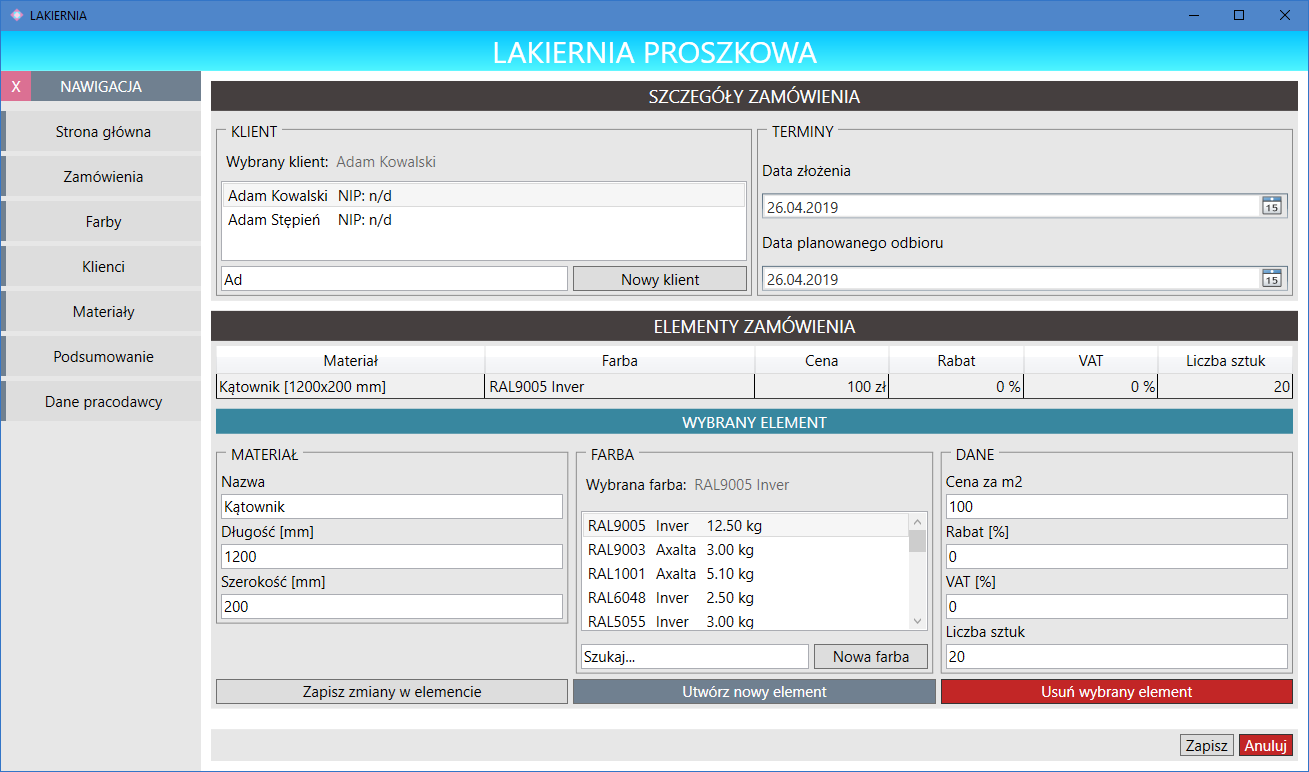 LAKIERNIA
LAKIERNIA PROSZKOWA
X NAWIGACJA
Strona główna
Zamówienia
Farby
Klienci
Materiały
Podsumowanie
Dane pracodawcy
SZCZEGÓŁY ZAMÓWIENIA
KLIENT
Wybrany klient: Adam Kowalski
Adam Kowalski NIP: n/d
Adam Stępień NIP: n/d
Ad
Nowy klient
TERMINY
Data złożenia
26.04.2019 15
Data planowanego odbioru
26.04.2019 15
ELEMENTY ZAMÓWIENIA
Materiał Farba Cena Rabat VAT Liczba sztuk
Kątownik [1200x200 mm] RAL9005 Inver 100 zł 0 % 0 % 20
WYBRANY ELEMENT
MATERIAŁ
Nazwa
Kątownik
Długość [mm]
1200
Szerokość [mm]
200
FARBA
Wybrana farba: RAL9005 Inver
RAL9005 Inver 12.50 kg
RAL9003 Axalta 3.00 kg
RAL1001 Axalta 5.10 kg
RAL6048 Inver 2.50 kg
RAL5055 Inver 3.00 kg
Szukaj...
Nowa farba
DANE
Cena za m2
100
Rabat [%]
0
VAT [%]
0
Liczba sztuk
20
Zapisz zmiany w elemencie
Utwórz nowy element
Usuń wybrany element
Zapisz
Anuluj